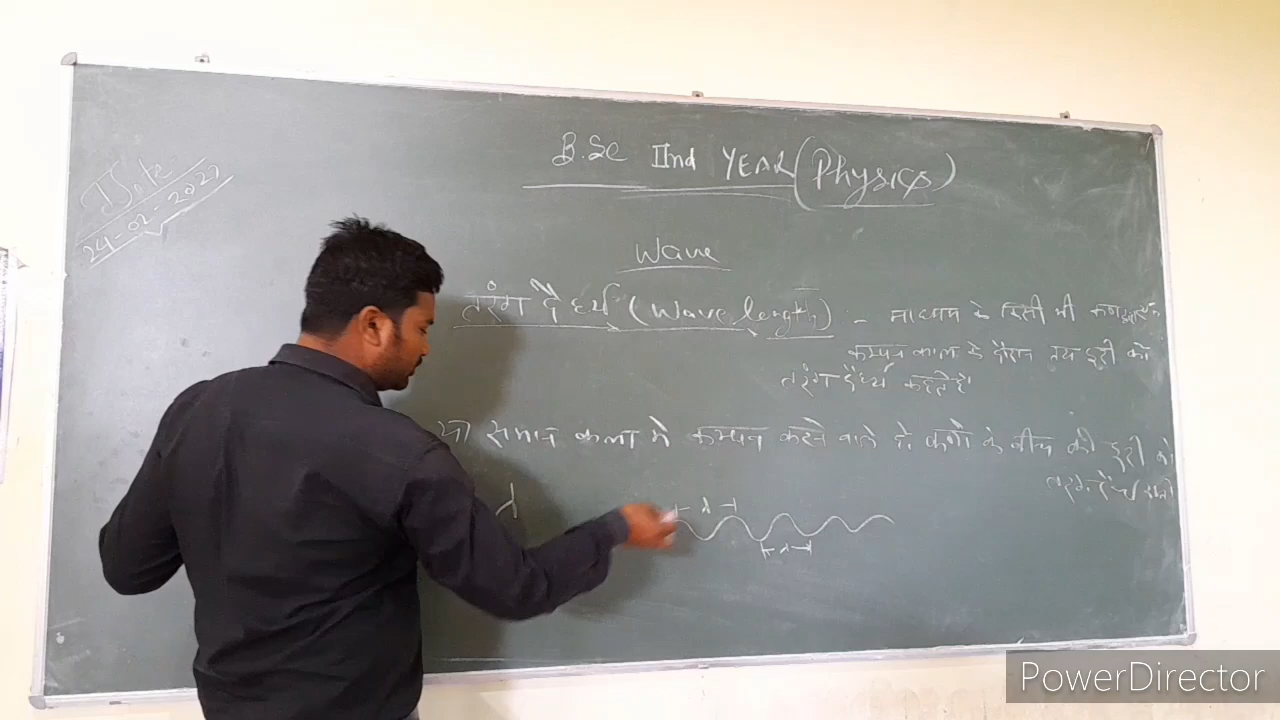 Date
24-02-2022
B.Sc IInd YEAR (Physics)
Wave
तरंग दैर्ध्य (Wave length) - माध्यम के किसी भी कण
कम्पन काल के दौरान तय दूरी को
तरंग दैर्ध्य कहते है।
या समान कला मे कम्पन करने वाले दो कणो के बीच की दूरी को
तरंग दैर्ध्य
λ
λ
λ
PowerDirector